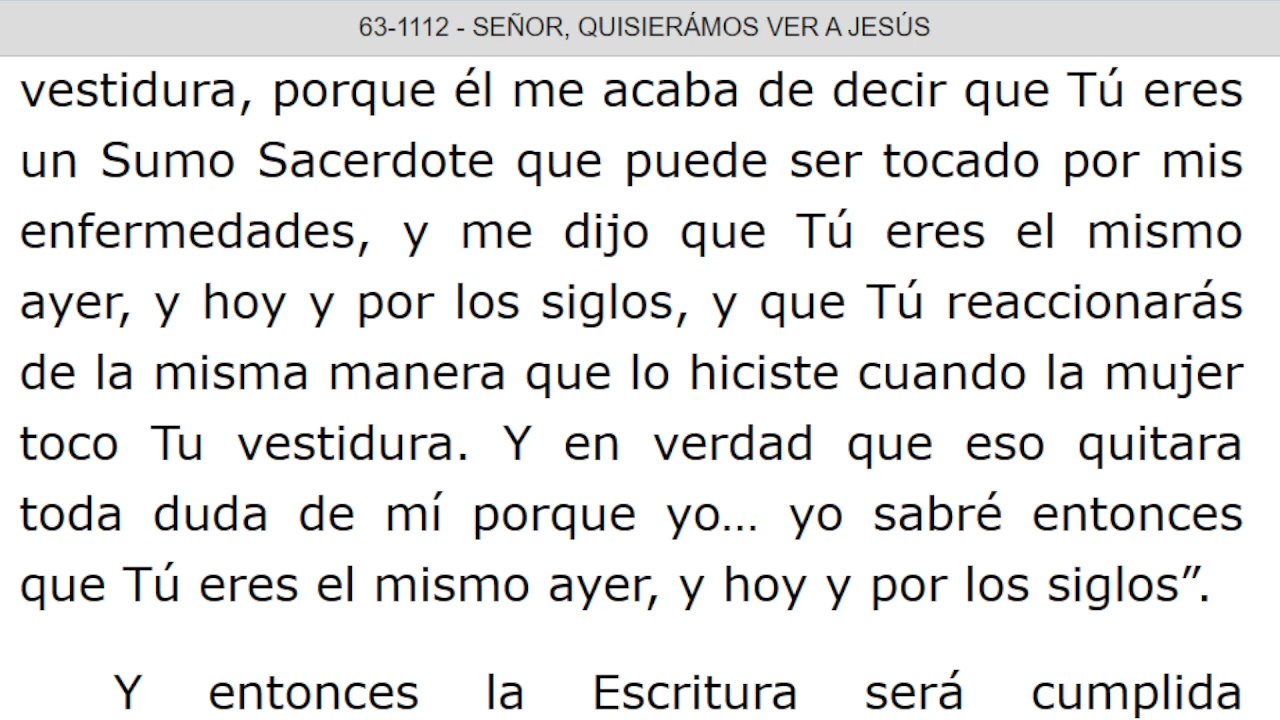 63-1112 - SEÑOR, QUISIERÁMOS VER A JESÚS
vestidura, porque él me acaba de decir que Tú eres
un Sumo Sacerdote que puede ser tocado por mis
enfermedades, y me dijo que Tú eres el mismo
ayer, y hoy y por los siglos, y que Tú reaccionarás
de la misma manera que lo hiciste cuando la mujer
toco Tu vestidura. Y en verdad que eso quitara
toda duda de mí porque yo... yo sabré entonces
que Tú eres el mismo ayer, y hoy y por los siglos”.
Y entonces la Escritura será cumplida